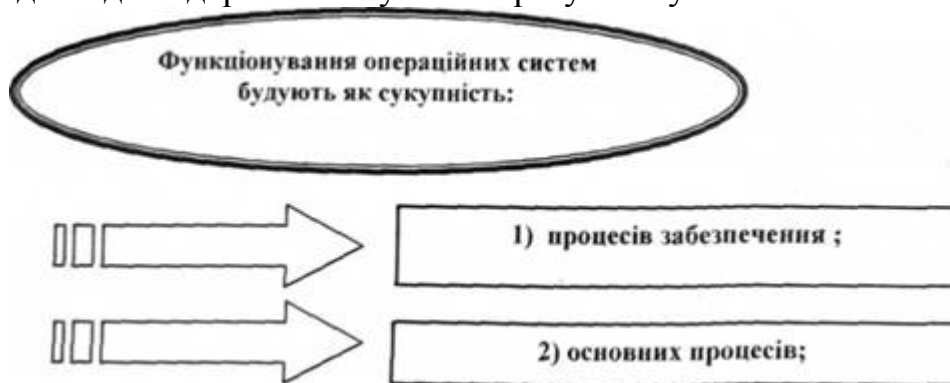 Функціонування операційних систем
будують як сукупність:
1) процесів забезпечення ;
2) основних процесів;